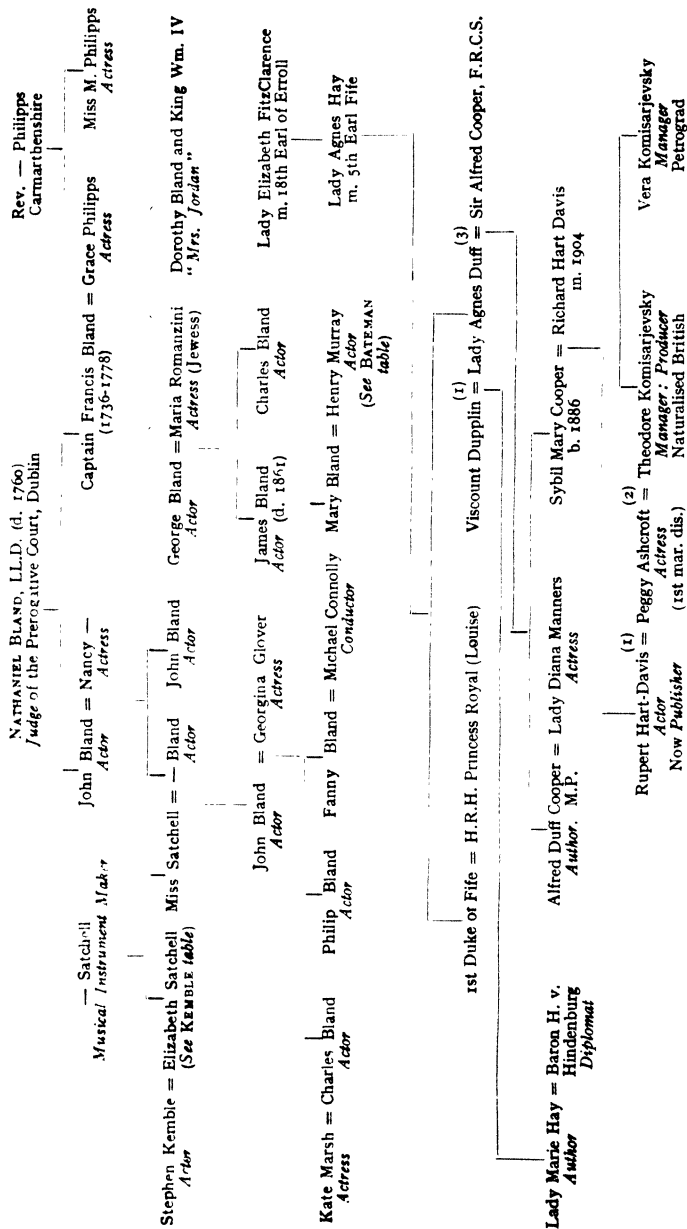 NATHANIEL BLAND, LL.D. (d. 1760)
Judge of the Prerogative Court, Dublin
Rev. — Philipps
Carmarthenshire
— Satchell
Musical Instrument Maker
John Bland = Nancy —
Actor Actress
Captain Francis Bland = Grace Philipps
(1736-1778) Actress
Miss M. Philipps
Actress
Stephen Kemble = Elizabeth Satchell
Actor (See KEMBLE table)
Miss Satchell = — Bland
Actor
John Bland
Actor
George Bland = Maria Romanzini
Actor Actress (Jewess)
Dorothy Bland and King Wm. IV
"Mrs. Jordan"
John Bland = Georgina Glover
Actor Actress
James Bland
Actor (d. 1861)
Charles Bland
Actor
Lady Elizabeth FitzClarence
m. 18th Earl of Erroll
Kate Marsh = Charles Bland
Actress Actor
Philip Bland
Actor
Fanny Bland = Michael Connolly
Conductor
Mary Bland = Henry Murray
Actor
(See BATEMAN
table)
Lady Agnes Hay
m. 5th Earl Fife
1st Duke of Fife = H.R.H. Princess Royal (Louise)
Viscount Dupplin (1) = Lady Agnes Duff (3) = Sir Alfred Cooper, F.R.C.S.
Lady Marie Hay = Baron H. v.
Author Hindenburg
Diplomat
Alfred Duff Cooper = Lady Diana Manners
Author. M.P. Actress
Sybil Mary Cooper = Richard Hart Davis
b. 1886 m. 1904
Rupert Hart-Davis (1) = Peggy Ashcroft (2) = Theodore Komisarjevsky
Actor Actress Manager : Producer
Now Publisher (1st mar. dis.) Naturalised British
Vera Komisarjevsky
Manager
Petrograd